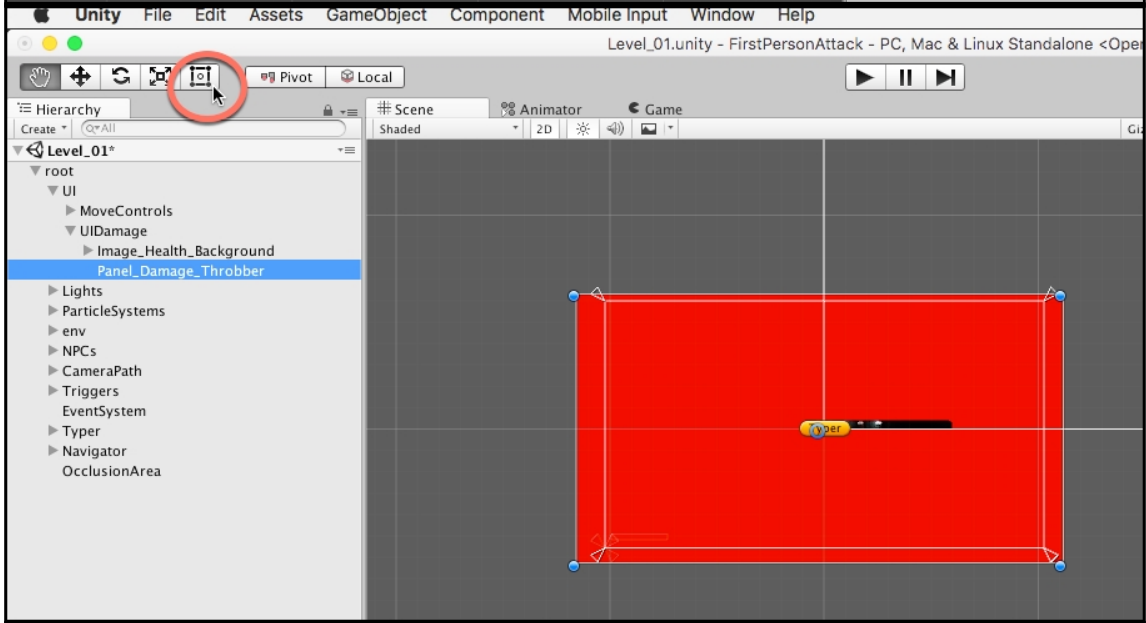 Unity File Edit Assets GameObject Component Mobile Input Window Help
Level_01.unity - FirstPersonAttack - PC, Mac & Linux Standalone <Oper
Pivot Local
Hierarchy
# Scene Animator Game
Create All
Shaded 2D Gi
Level_01*
root
UI
MoveControls
UIDamage
Image_Health_Background
Panel_Damage_Throbber
Lights
ParticleSystems
env
NPCs
CameraPath
Triggers
EventSystem
Typer
Navigator
OcclusionArea
Typer